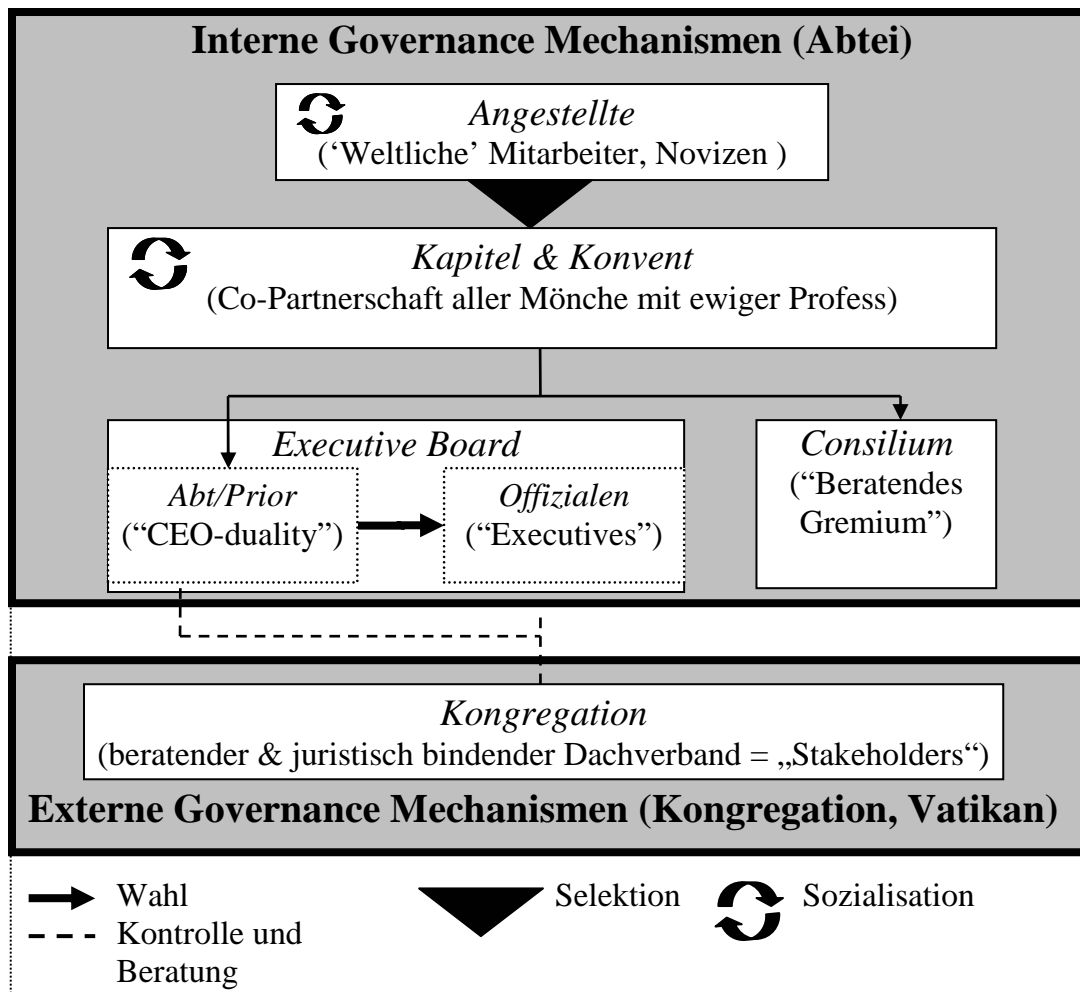 Interne Governance Mechanismen (Abtei)
Angestellte
(‘Weltliche’ Mitarbeiter, Novizen )
Kapitel & Konvent
(Co-Partnerschaft aller Mönche mit ewiger Profess)
Executive Board
Abt/Prior
(“CEO-duality”)
Offizialen
(“Executives”)
Consilium
(“Beratendes
Gremium”)
Kongregation
(beratender & juristisch bindender Dachverband = „Stakeholders“)
Externe Governance Mechanismen (Kongregation, Vatikan)
Wahl
Kontrolle und
Beratung
Selektion
Sozialisation